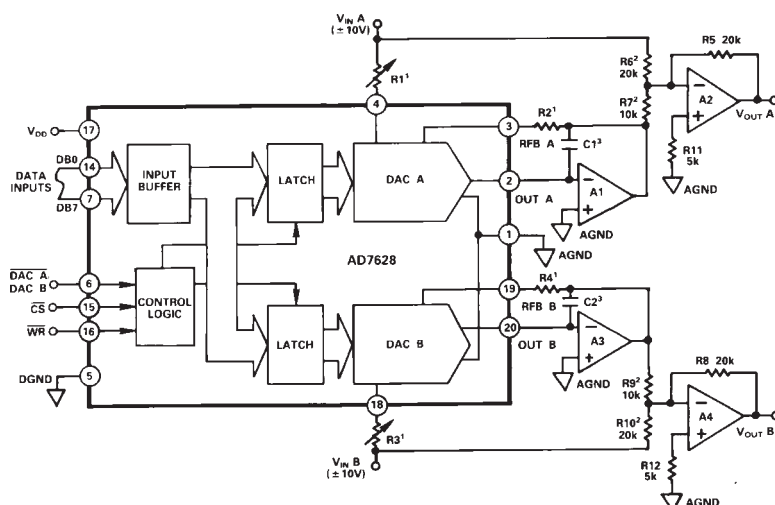 VIN A
(±10V)
R1¹
4
VDD
17
DB0
14
DATA
INPUTS
DB7
7
INPUT
BUFFER
LATCH
DAC A
3
R2¹
RFB A
C1³
2
OUT A
A1
AGND
1
AGND
R6²
20k
R7²
10k
R5 20k
A2
VOUT A
R11
5k
AGND
AD7628
DAC A/
DAC B
6
CS
15
WR
16
CONTROL
LOGIC
DGND
5
LATCH
DAC B
19
R4¹
RFB B
C2³
20
OUT B
A3
AGND
R9²
10k
R10²
20k
R8 20k
A4
VOUT B
R12
5k
AGND
18
R3¹
VIN B
(±10V)